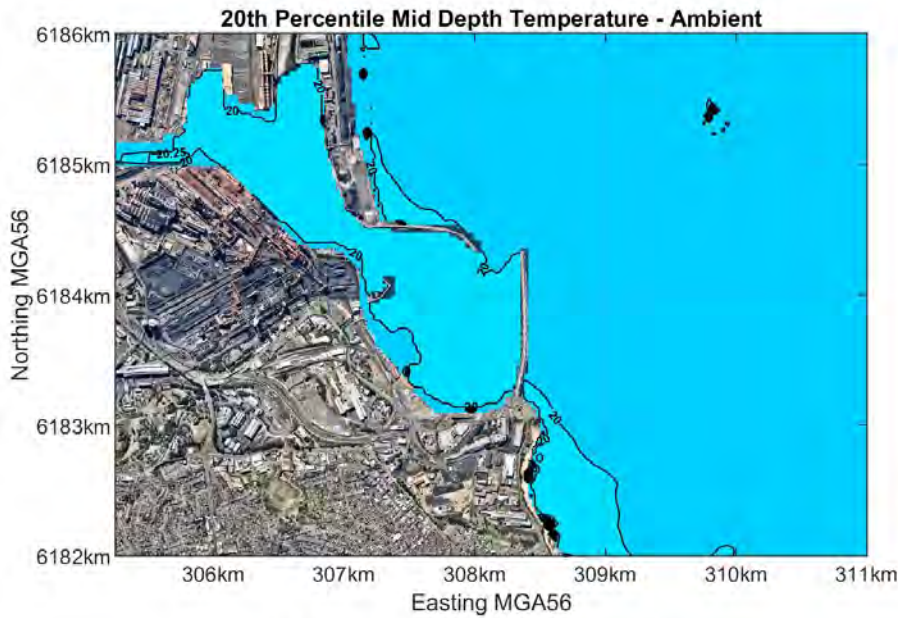 20th Percentile Mid Depth Temperature - Ambient
6186km
6185km
6184km
6183km
6182km
Northing MGA56
20
20
20.25
20
20
20
20
20
20
20
306km
307km
308km
309km
310km
311km
Easting MGA56